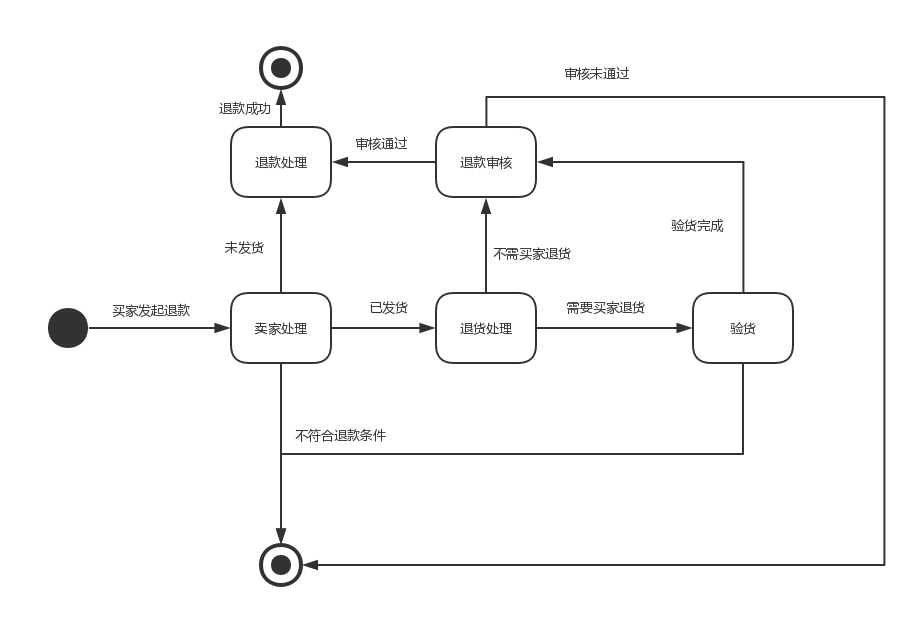 审核未通过
退款成功
审核通过
退款处理
退款审核
验货完成
未发货
不需买家退货
买家发起退款
已发货
需要买家退货
卖家处理
退货处理
验货
不符合退款条件